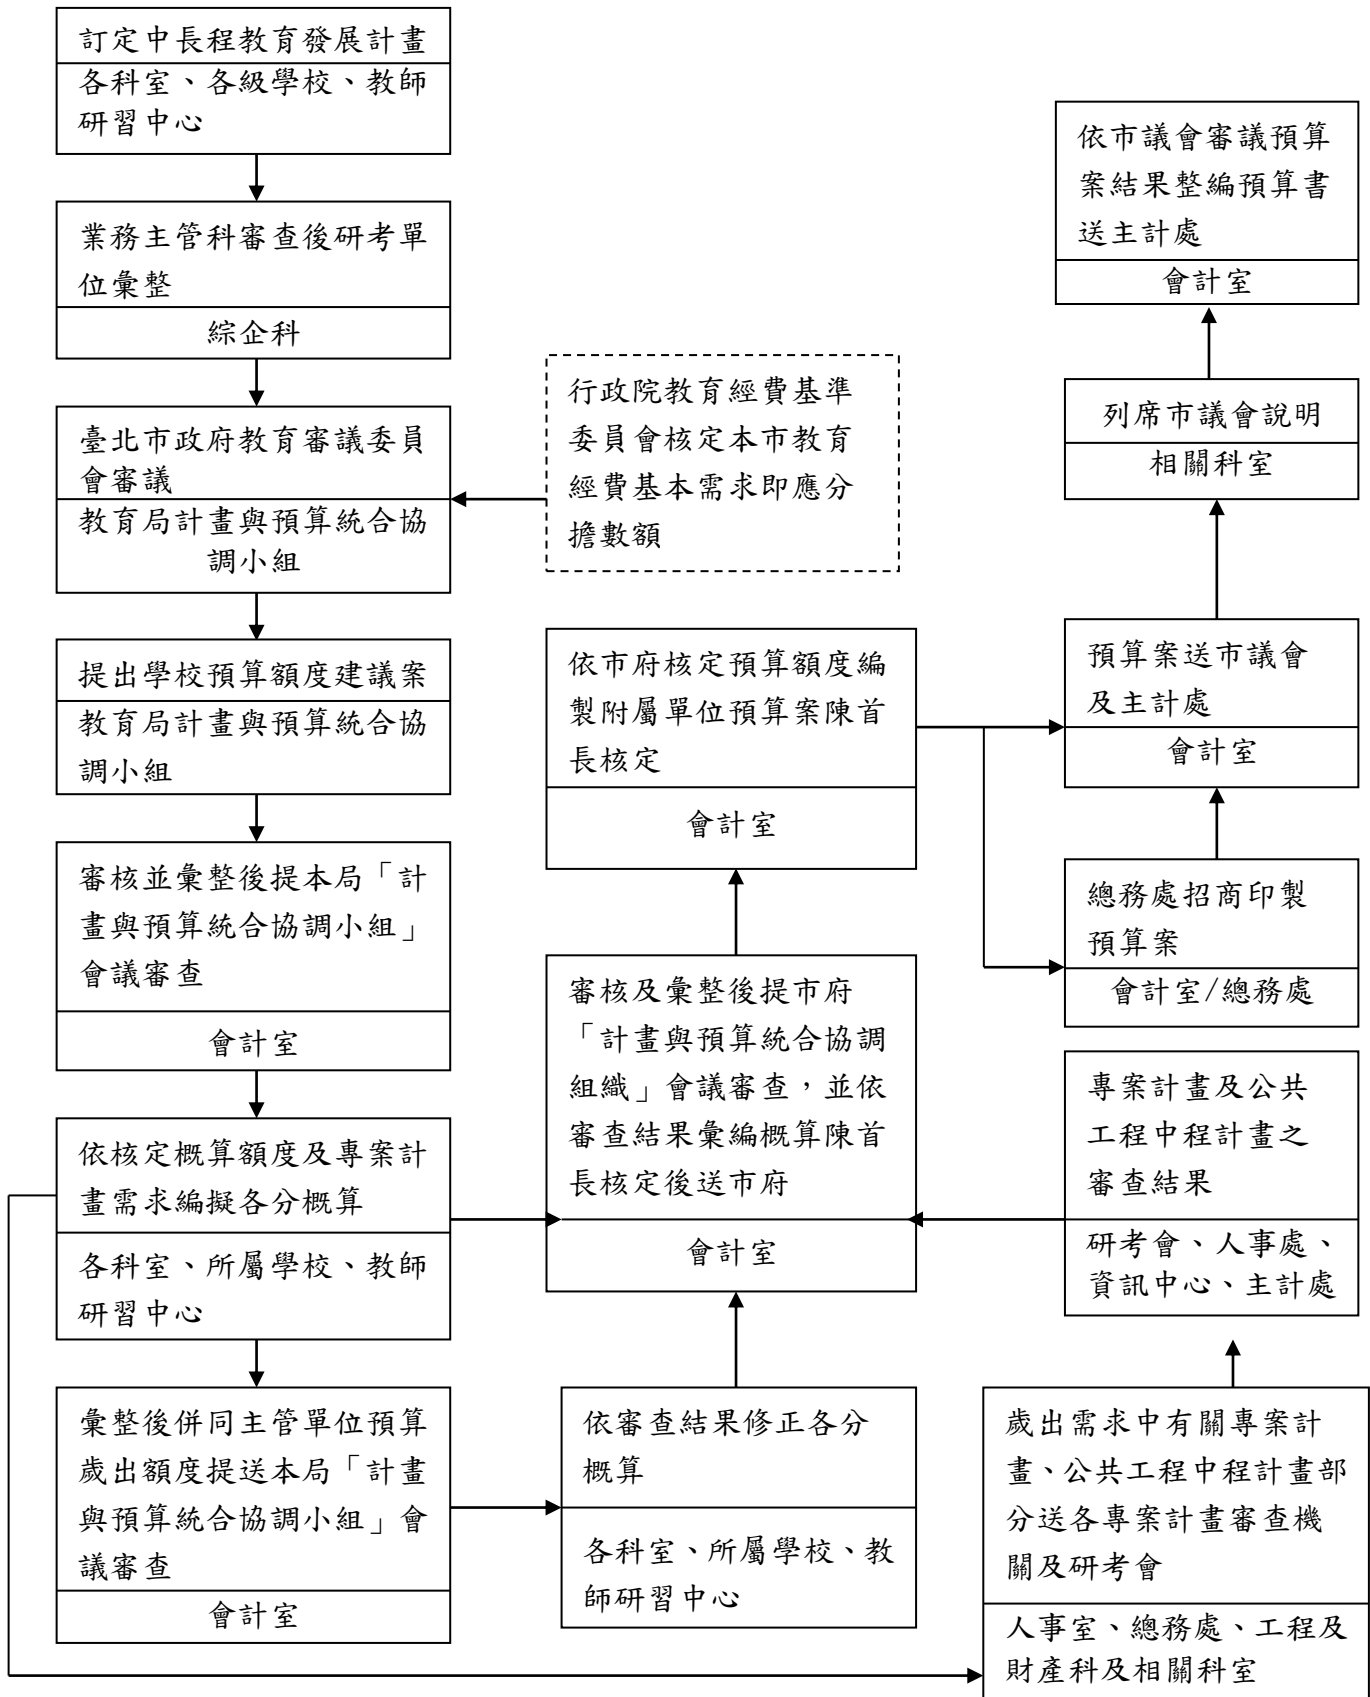 訂定中長程教育發展計畫
各科室、各級學校、教師
研習中心
業務主管科審查後研考單
位彙整
綜企科
臺北市政府教育審議委員
會審議
教育局計畫與預算統合協
調小組
提出學校預算額度建議案
教育局計畫與預算統合協
調小組
審核並彙整後提本局「計
畫與預算統合協調小組」
會議審查
會計室
依核定概算額度及專案計
畫需求編擬各分概算
各科室、所屬學校、教師
研習中心
彙整後併同主管單位預算
歲出額度提送本局「計畫
與預算統合協調小組」會
議審查
會計室
行政院教育經費基準
委員會核定本市教育
經費基本需求即應分
擔數額
依市府核定預算額度編
製附屬單位預算案陳首
長核定
會計室
審核及彙整後提市府
「計畫與預算統合協調
組織」會議審查，並依
審查結果彙編概算陳首
長核定後送市府
會計室
依審查結果修正各分
概算
各科室、所屬學校、教
師研習中心
依市議會審議預算
案結果整編預算書
送主計處
會計室
列席市議會說明
相關科室
預算案送市議會
及主計處
會計室
總務處招商印製
預算案
會計室/總務處
專案計畫及公共
工程中程計畫之
審查結果
研考會、人事處、
資訊中心、主計處
歲出需求中有關專案計
畫、公共工程中程計畫部
分送各專案計畫審查機
關及研考會
人事室、總務處、工程及
財產科及相關科室